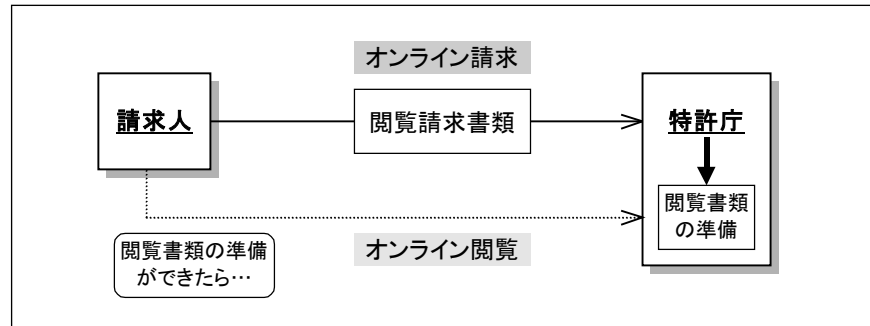 オンライン請求
請求人
閲覧請求書類
特許庁
閲覧書類
の準備
閲覧書類の準備
ができたら…
オンライン閲覧